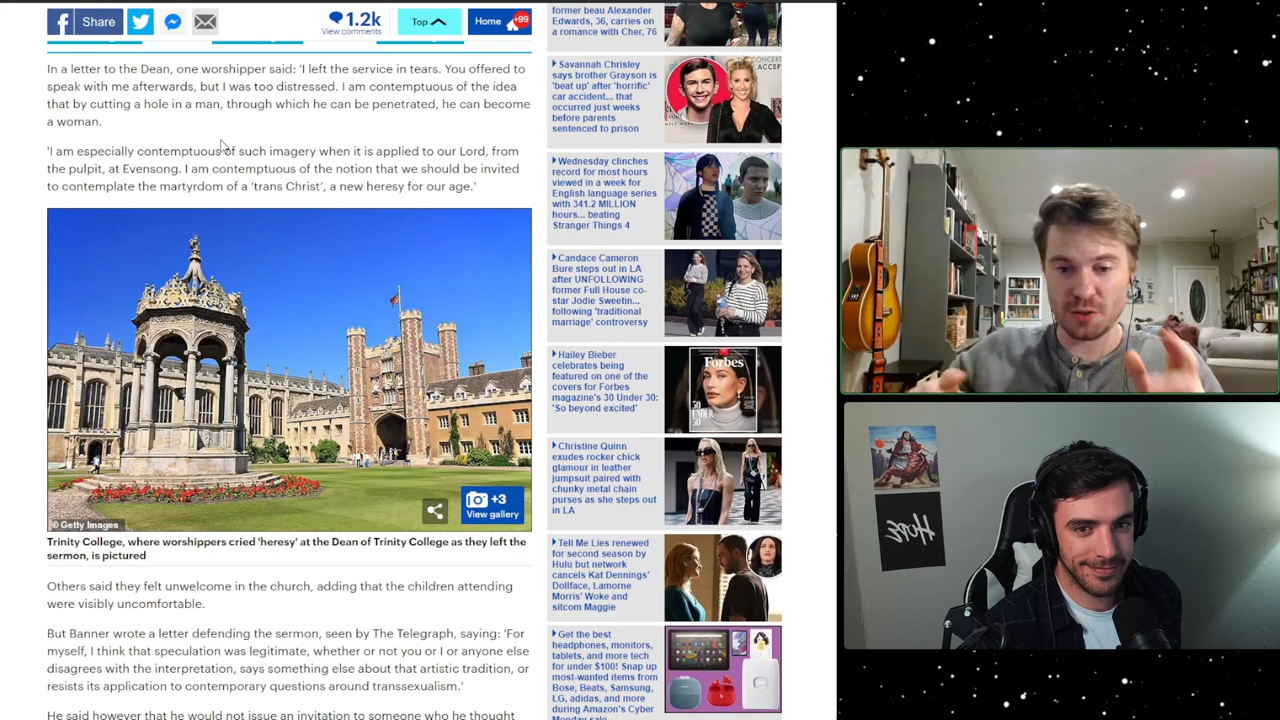 Share
1.2k
View comments
Top
Home
+99
In a letter to the Dean, one worshipper said: 'I left the service in tears. You offered to
speak with me afterwards, but I was too distressed. I am contemptuous of the idea
that by cutting a hole in a man, through which he can be penetrated, he can become
a woman.
'I am especially contemptuous of such imagery when it is applied to our Lord, from
the pulpit, at Evensong. I am contemptuous of the notion that we should be invited
to contemplate the martyrdom of a 'trans Christ', a new heresy for our age.'
+3
View gallery
© Getty Images
Trinity College, where worshippers cried 'heresy' at the Dean of Trinity College as they left the
sermon, is pictured
Others said they felt unwelcome in the church, adding that the children attending
were visibly uncomfortable.
But Banner wrote a letter defending the sermon, seen by The Telegraph, saying: 'For
myself, I think that speculation was legitimate, whether or not you or I or anyone else
disagrees with the interpretation, says something else about that artistic tradition, or
resists its application to contemporary questions around transsexualism.'
He said however that he would not issue an invitation to someone who he thought
former beau Alexander
Edwards, 36, carries on
a romance with Cher, 76
Savannah Chrisley
says brother Grayson is
'beat up' after 'horrific'
car accident... that
occurred just weeks
before parents
sentenced to prison
ACCEP
Wednesday clinches
record for most hours
viewed in a week for
English language series
with 341.2 MILLION
hours... beating
Stranger Things 4
Candace Cameron
Bure steps out in LA
after UNFOLLOWING
former Full House co-
star Jodie Sweetin...
following 'traditional
marriage' controversy
Hailey Bieber
celebrates being
featured on one of the
covers for Forbes
magazine's 30 Under 30:
'So beyond excited'
Forbes
30
UNDER
30
Christine Quinn
exudes rocker chick
glamour in leather
jumpsuit paired with
chunky metal chain
purses as she steps out
in LA
Tell Me Lies renewed
for second season by
Hulu but network
cancels Kat Dennings'
Dollface, Lamorne
Morris' Woke and
sitcom Maggie
Get the best
headphones, monitors,
tablets, and more tech
for under $100! Snap up
most-wanted items from
Bose, Beats, Samsung,
LG, adidas, and more
during Amazon's Cyber
Monday sale
HOPE